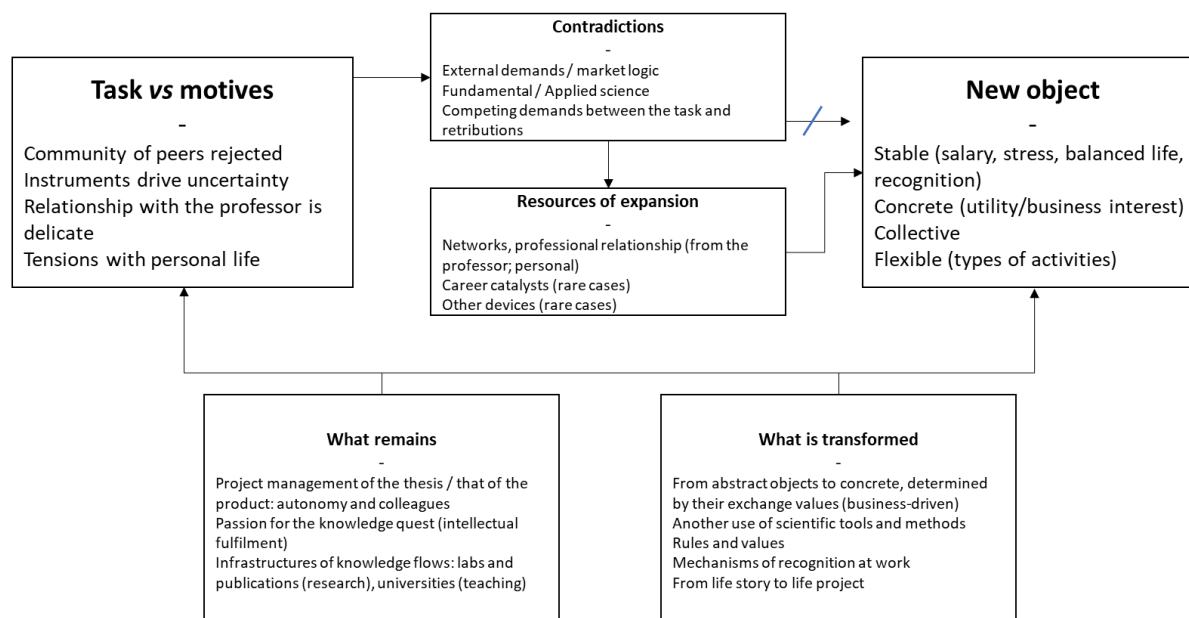 Task vs motives
-
Community of peers rejected
Instruments drive uncertainty
Relationship with the professor is
delicate
Tensions with personal life
Contradictions
-
External demands / market logic
Fundamental / Applied science
Competing demands between the task and
retributions
Resources of expansion
-
Networks, professional relationship (from the
professor; personal)
Career catalysts (rare cases)
Other devices (rare cases)
New object
-
Stable (salary, stress, balanced life,
recognition)
Concrete (utility/business interest)
Collective
Flexible (types of activities)
What remains
-
Project management of the thesis / that of the
product: autonomy and colleagues
Passion for the knowledge quest (intellectual
fulfilment)
Infrastructures of knowledge flows: labs and
publications (research), universities (teaching)
What is transformed
-
From abstract objects to concrete, determined
by their exchange values (business-driven)
Another use of scientific tools and methods
Rules and values
Mechanisms of recognition at work
From life story to life project